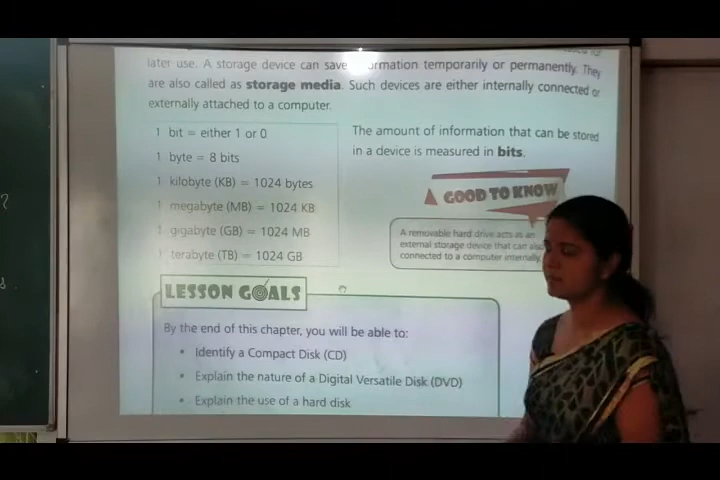 later use. A storage device can save ormation temporarily or permanently. They
are also called as storage media. Such devices are either internally connected or
externally attached to a computer.
1 bit = either 1 or 0
1 byte = 8 bits
1 kilobyte (KB) = 1024 bytes
1 megabyte (MB) = 1024 KB
1 gigabyte (GB) = 1024 MB
1 terabyte (TB) = 1024 GB
The amount of information that can be stored
in a device is measured in bits.
GOOD TO KNOW
A removable hard drive acts as an
external storage device that can also
connected to a computer internally.
LESSON GOALS
By the end of this chapter, you will be able to:
• Identify a Compact Disk (CD)
• Explain the nature of a Digital Versatile Disk (DVD)
• Explain the use of a hard disk